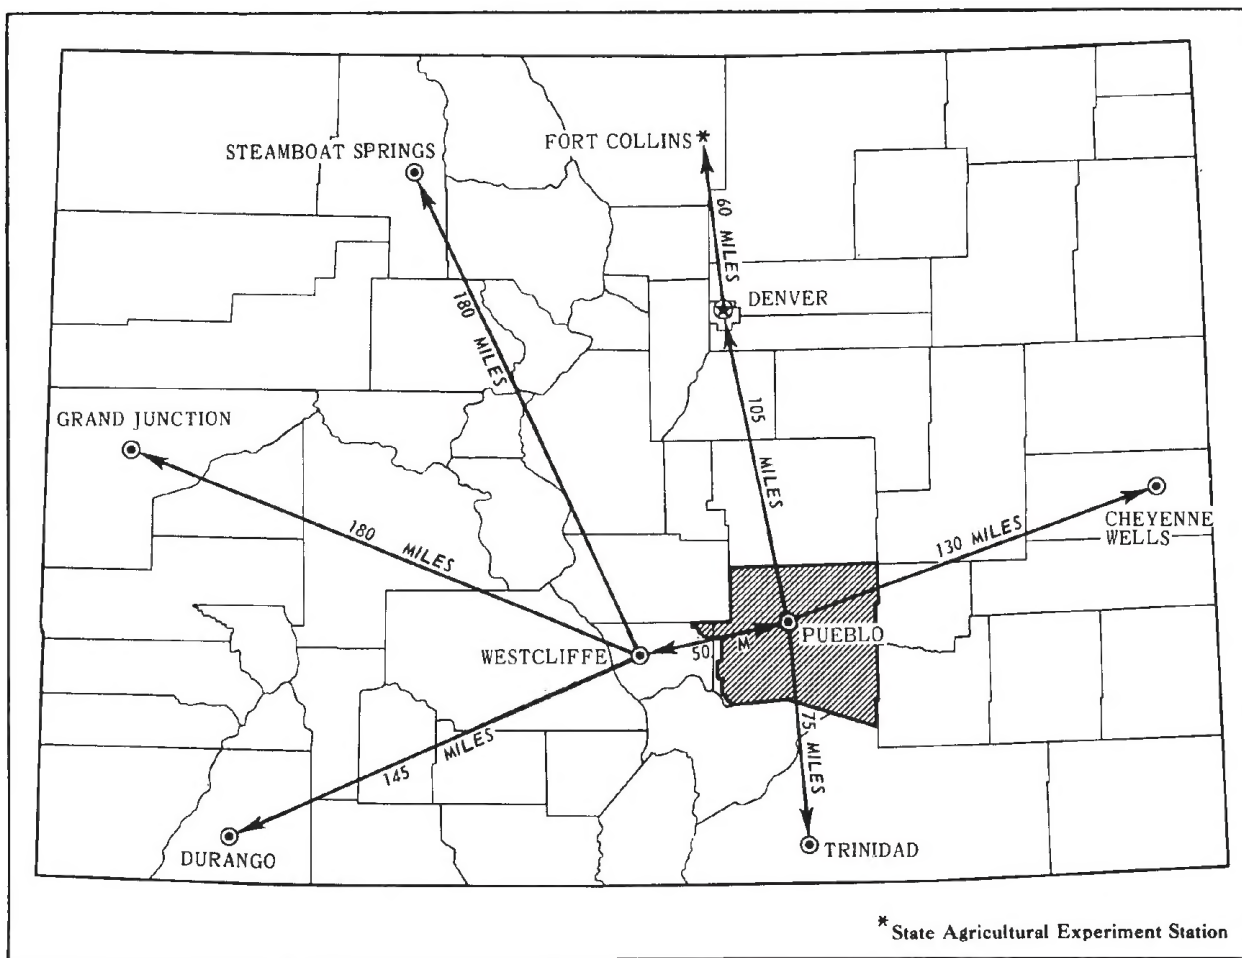 FORT COLLINS *
STEAMBOAT SPRINGS
60 MILES
DENVER
180 MILES
105 MILES
GRAND JUNCTION
180 MILES
130 MILES
CHEYENNE
WELLS
WESTCLIFFE
50 M
PUEBLO
75 MILES
145 MILES
DURANGO
TRINIDAD
* State Agricultural Experiment Station